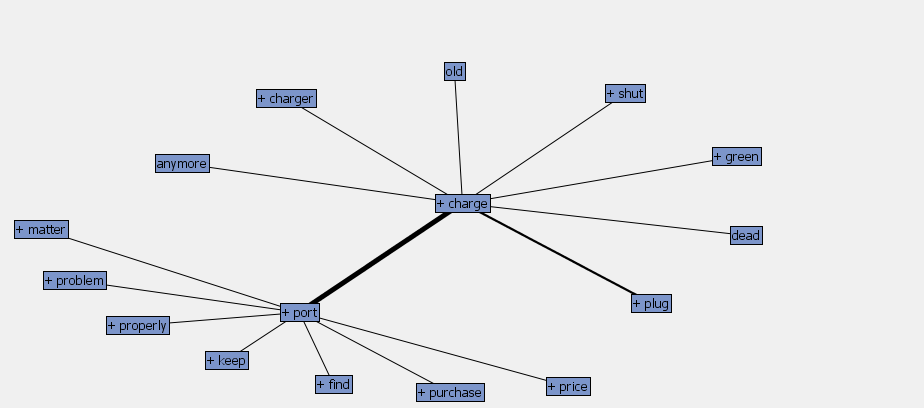 old
+ shut
+ charger
+ green
anymore
+ charge
+ matter
dead
+ problem
+ plug
+ port
+ properly
+ keep
+ find
+ price
+ purchase